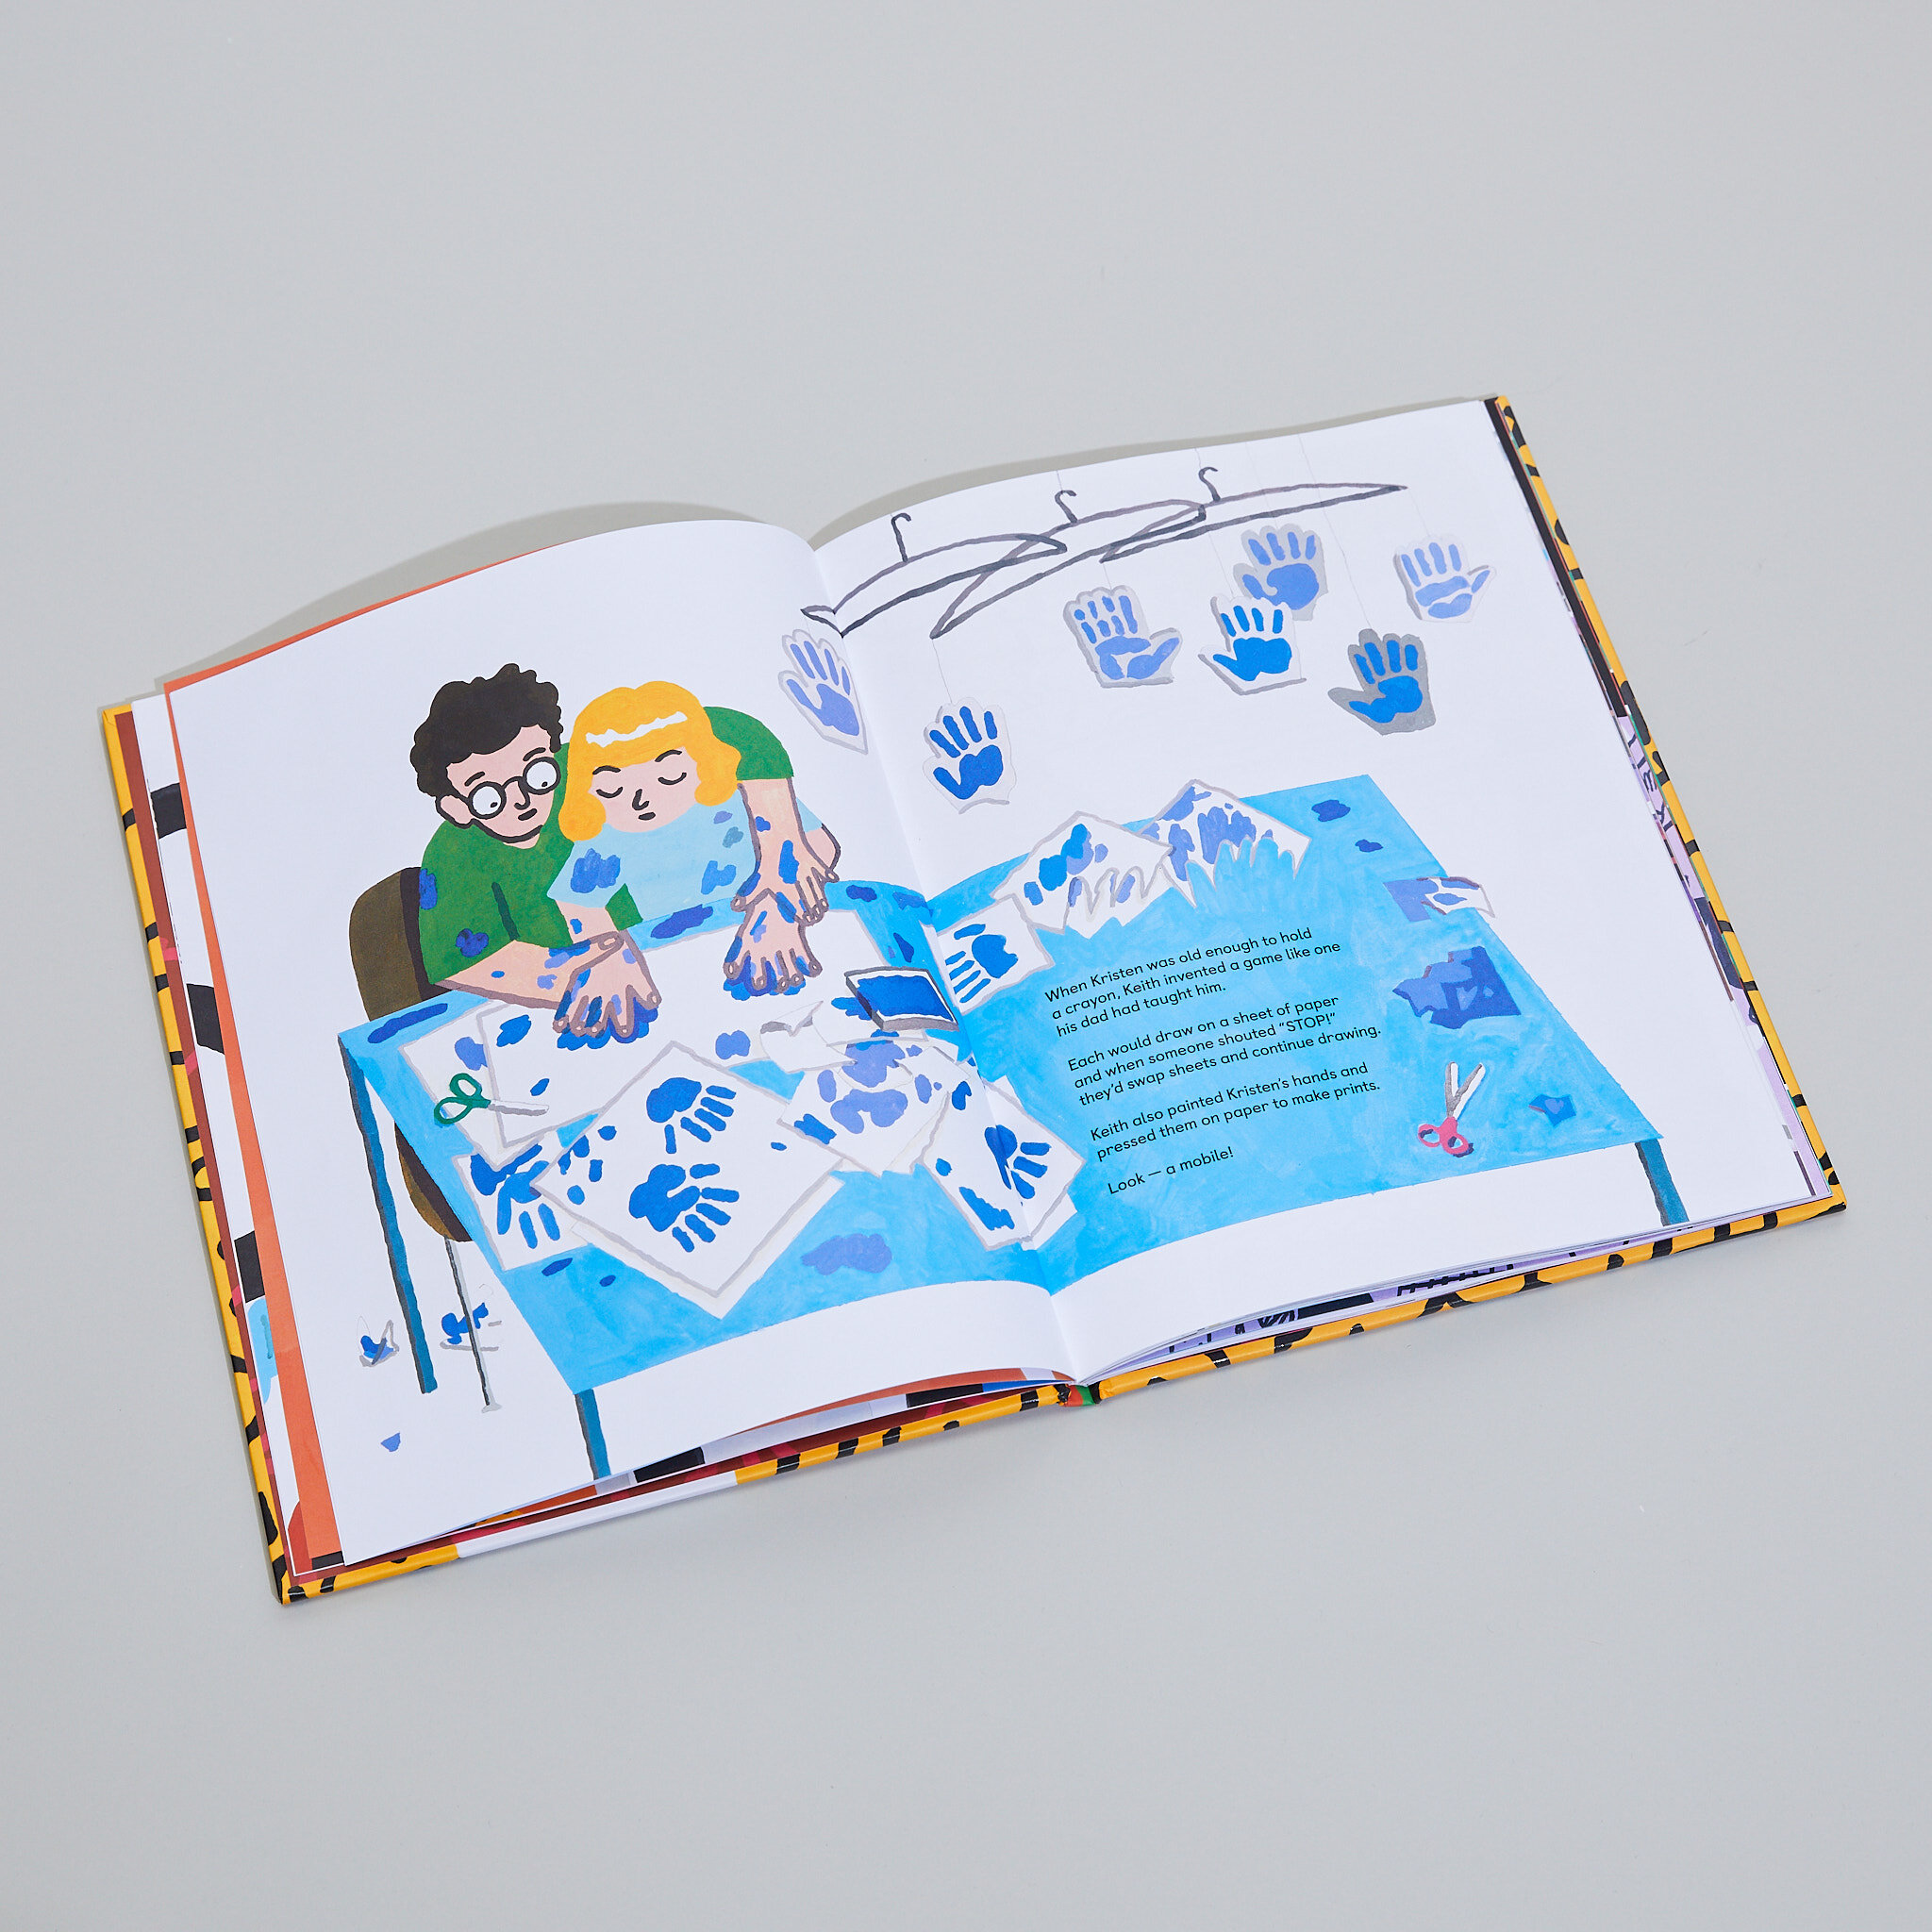 When Kristen was old enough to hold
a crayon, Keith invented a game like one
his dad had taught him.
Each would draw on a sheet of paper
and when someone shouted “STOP!”
they’d swap sheets and continue drawing.
Keith also painted Kristen’s hands and
pressed them on paper to make prints.
Look — a mobile!